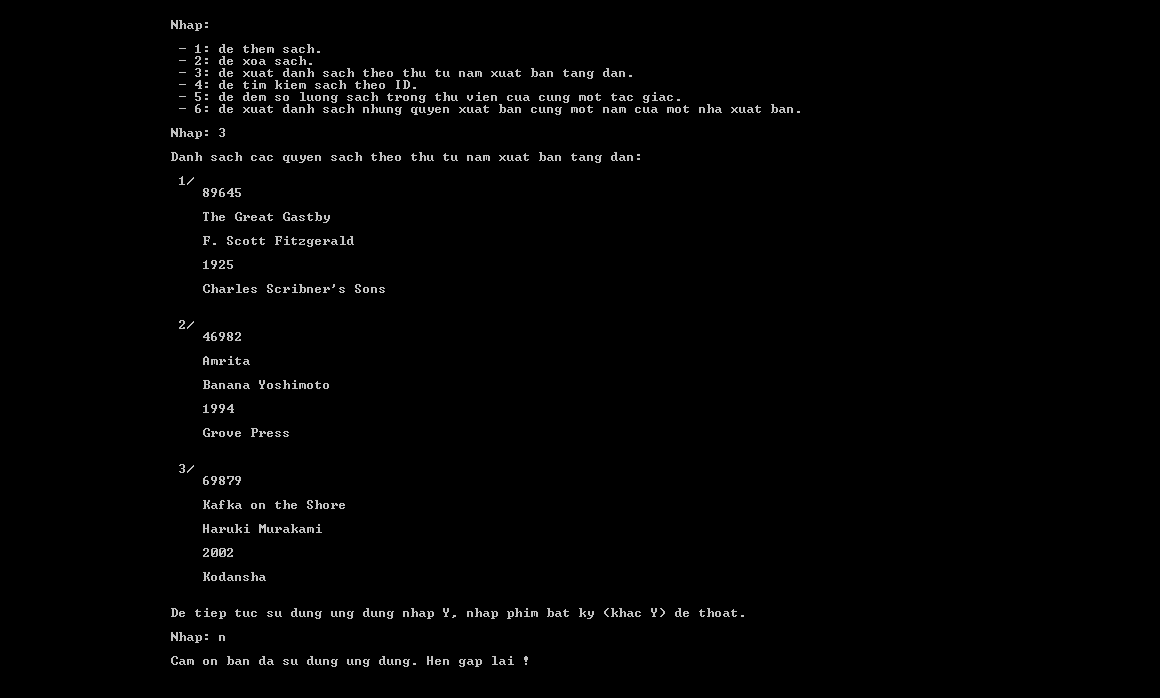 Nhap:
- 1: de them sach.
- 2: de xoa sach.
- 3: de xuat danh sach theo thu tu nam xuat ban tang dan.
- 4: de tim kiem sach theo ID.
- 5: de dem so luong sach trong thu vien cua cung mot tac giac.
- 6: de xuat danh sach nhung quyen xuat ban cung mot nam cua mot nha xuat ban.
Nhap: 3
Danh sach cac quyen sach theo thu tu nam xuat ban tang dan:
1/
89645
The Great Gastby
F. Scott Fitzgerald
1925
Charles Scribner's Sons
2/
46982
Amrita
Banana Yoshimoto
1994
Grove Press
3/
69879
Kafka on the Shore
Haruki Murakami
2002
Kodansha
De tiep tuc su dung ung dung nhap Y, nhap phim bat ky (khac Y) de thoat.
Nhap: n
Cam on ban da su dung ung dung. Hen gap lai !